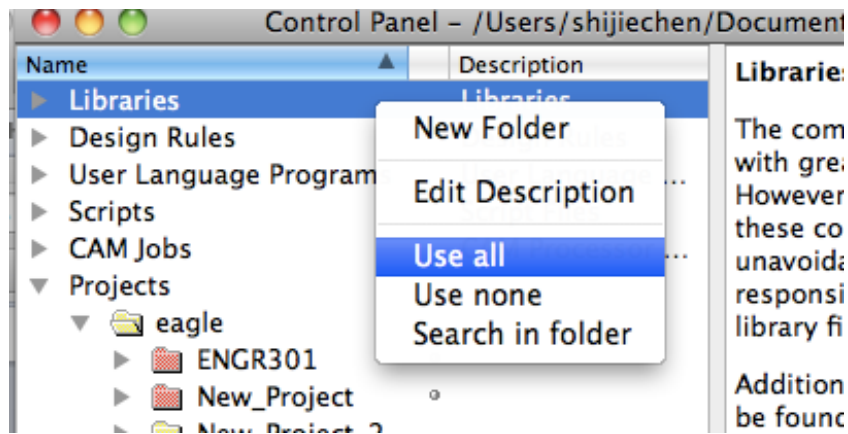 Control Panel – /Users/shijiechen/Document
Name
Description
Libraries
Libraries
Design Rules
User Language Programs
...
Scripts
CAM Jobs
...
Projects
eagle
ENGR301
New_Project
New_Project_2
New Folder
Edit Description
Use all
Use none
Search in folder
Libraries
The com
with grea
However
these co
unavoida
responsi
library fi
Addition
be found